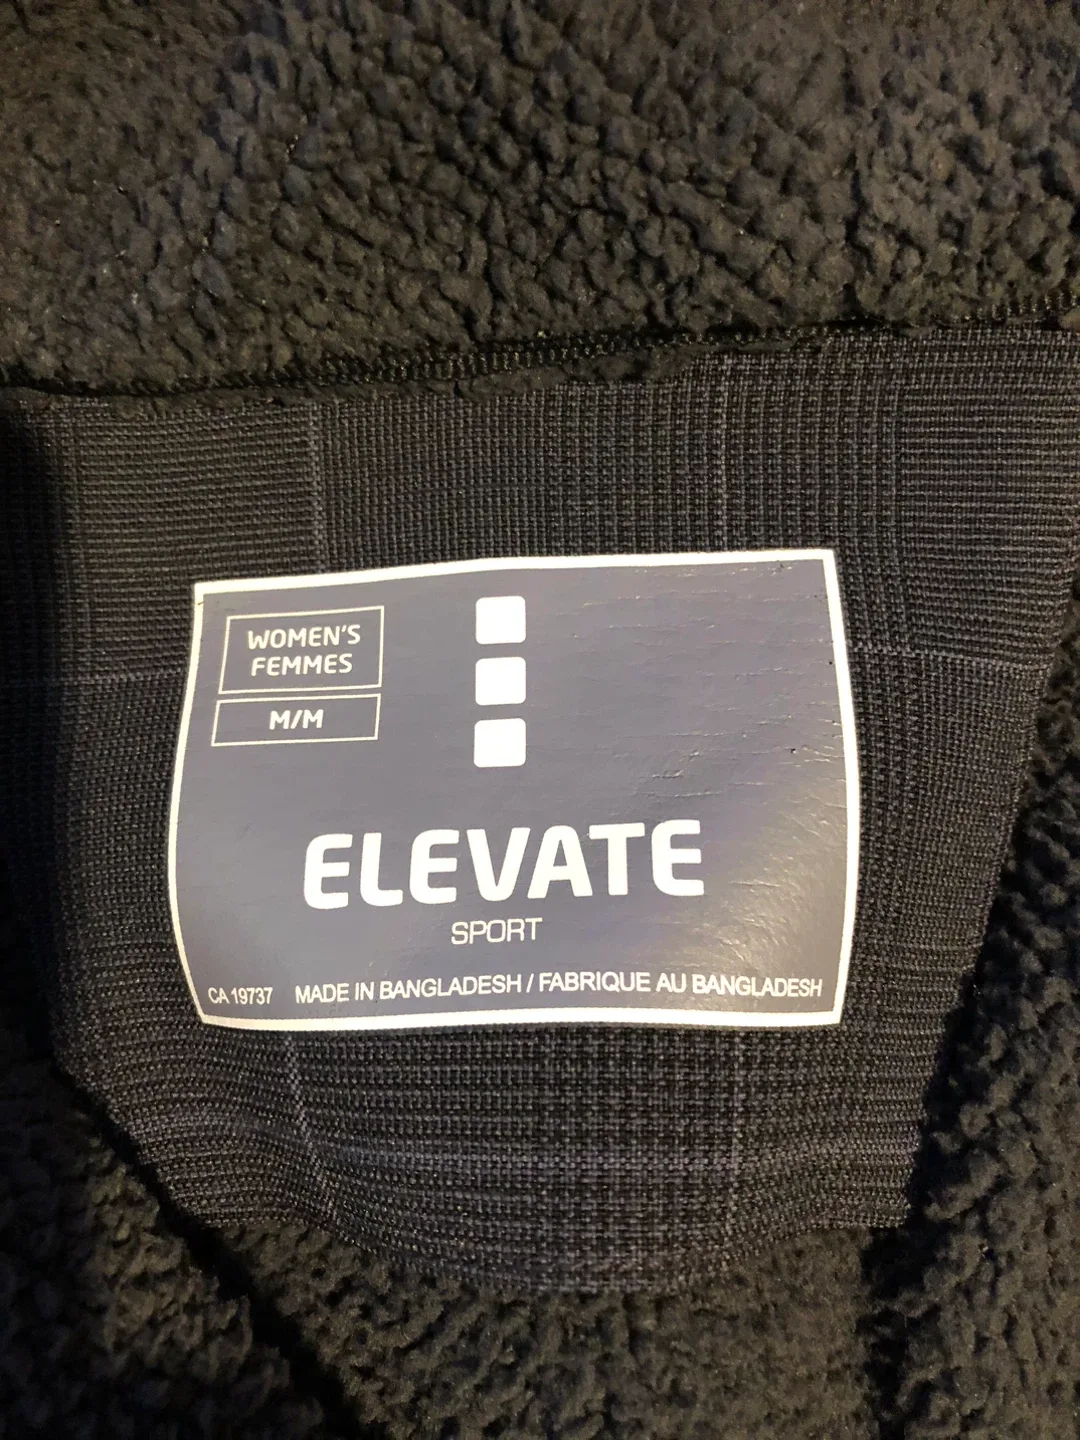 WOMEN'S
FEMMES
M/M
ELEVATE
SPORT
CA 19737 MADE IN BANGLADESH / FABRIQUE AU BANGLADESH